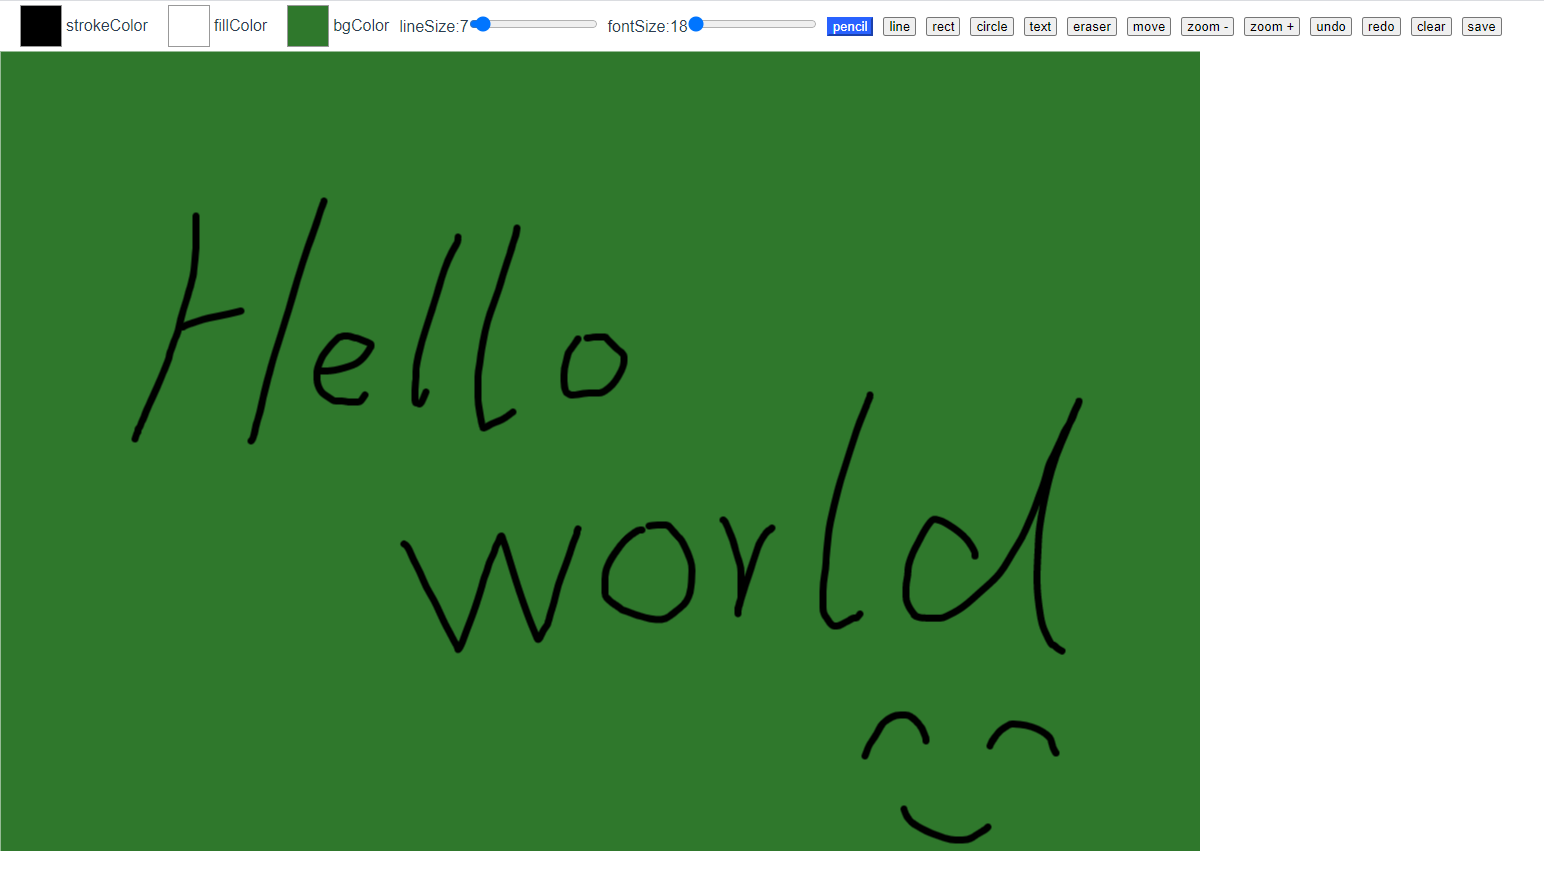 strokeColor fillColor bgColor lineSize:7 fontSize:18 pencil line rect circle text eraser move zoom - zoom + undo redo clear save
Hello
world